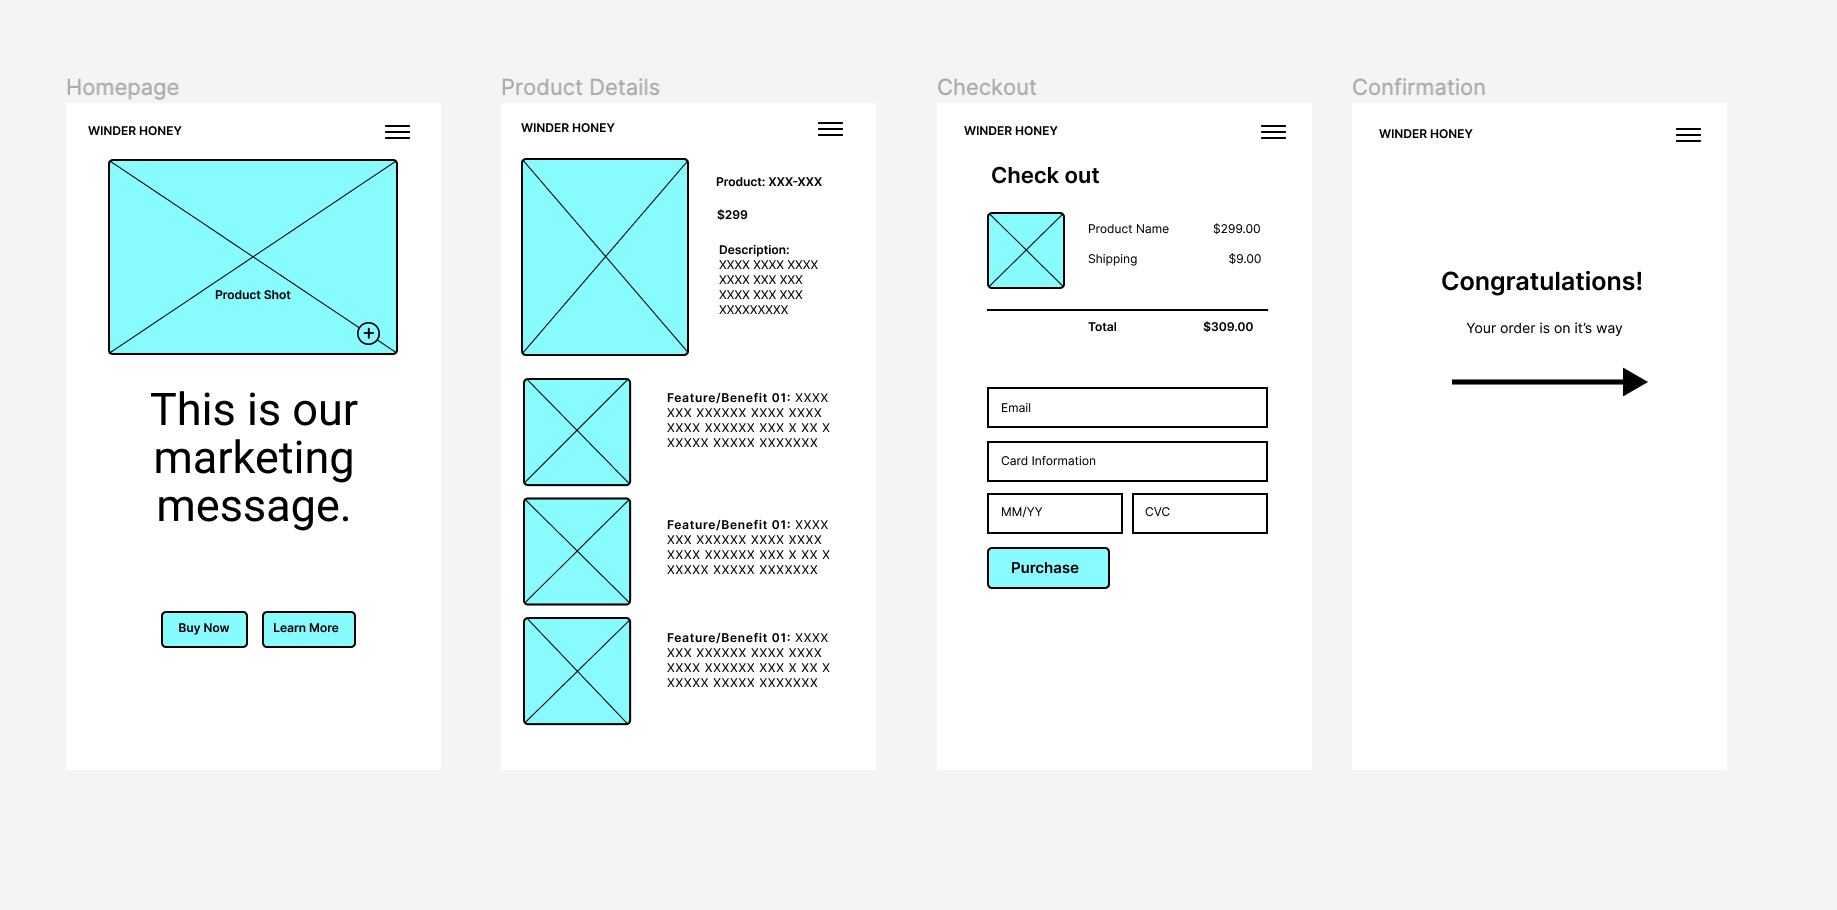 Homepage
WINDER HONEY
Product Shot
This is our
marketing
message.
Buy Now
Learn More
Product Details
WINDER HONEY
Product: XXX-XXX
$299
Description:
XXXX XXXX XXXX
XXXX XXX XXX
XXXX XXX XXX
XXXXXXXXX
Feature/Benefit 01: XXXX
XXX XXXXXX XXXX XXXX
XXXX XXXXXX XXX X XX X
XXXXX XXXXX XXXXXXX
Feature/Benefit 01: XXXX
XXX XXXXXX XXXX XXXX
XXXX XXXXXX XXX X XX X
XXXXX XXXXX XXXXXXX
Feature/Benefit 01: XXXX
XXX XXXXXX XXXX XXXX
XXXX XXXXXX XXX X XX X
XXXXX XXXXX XXXXXXX
Checkout
WINDER HONEY
Check out
Product Name $299.00
Shipping $9.00
Total $309.00
Email
Card Information
MM/YY CVC
Purchase
Confirmation
WINDER HONEY
Congratulations!
Your order is on it’s way